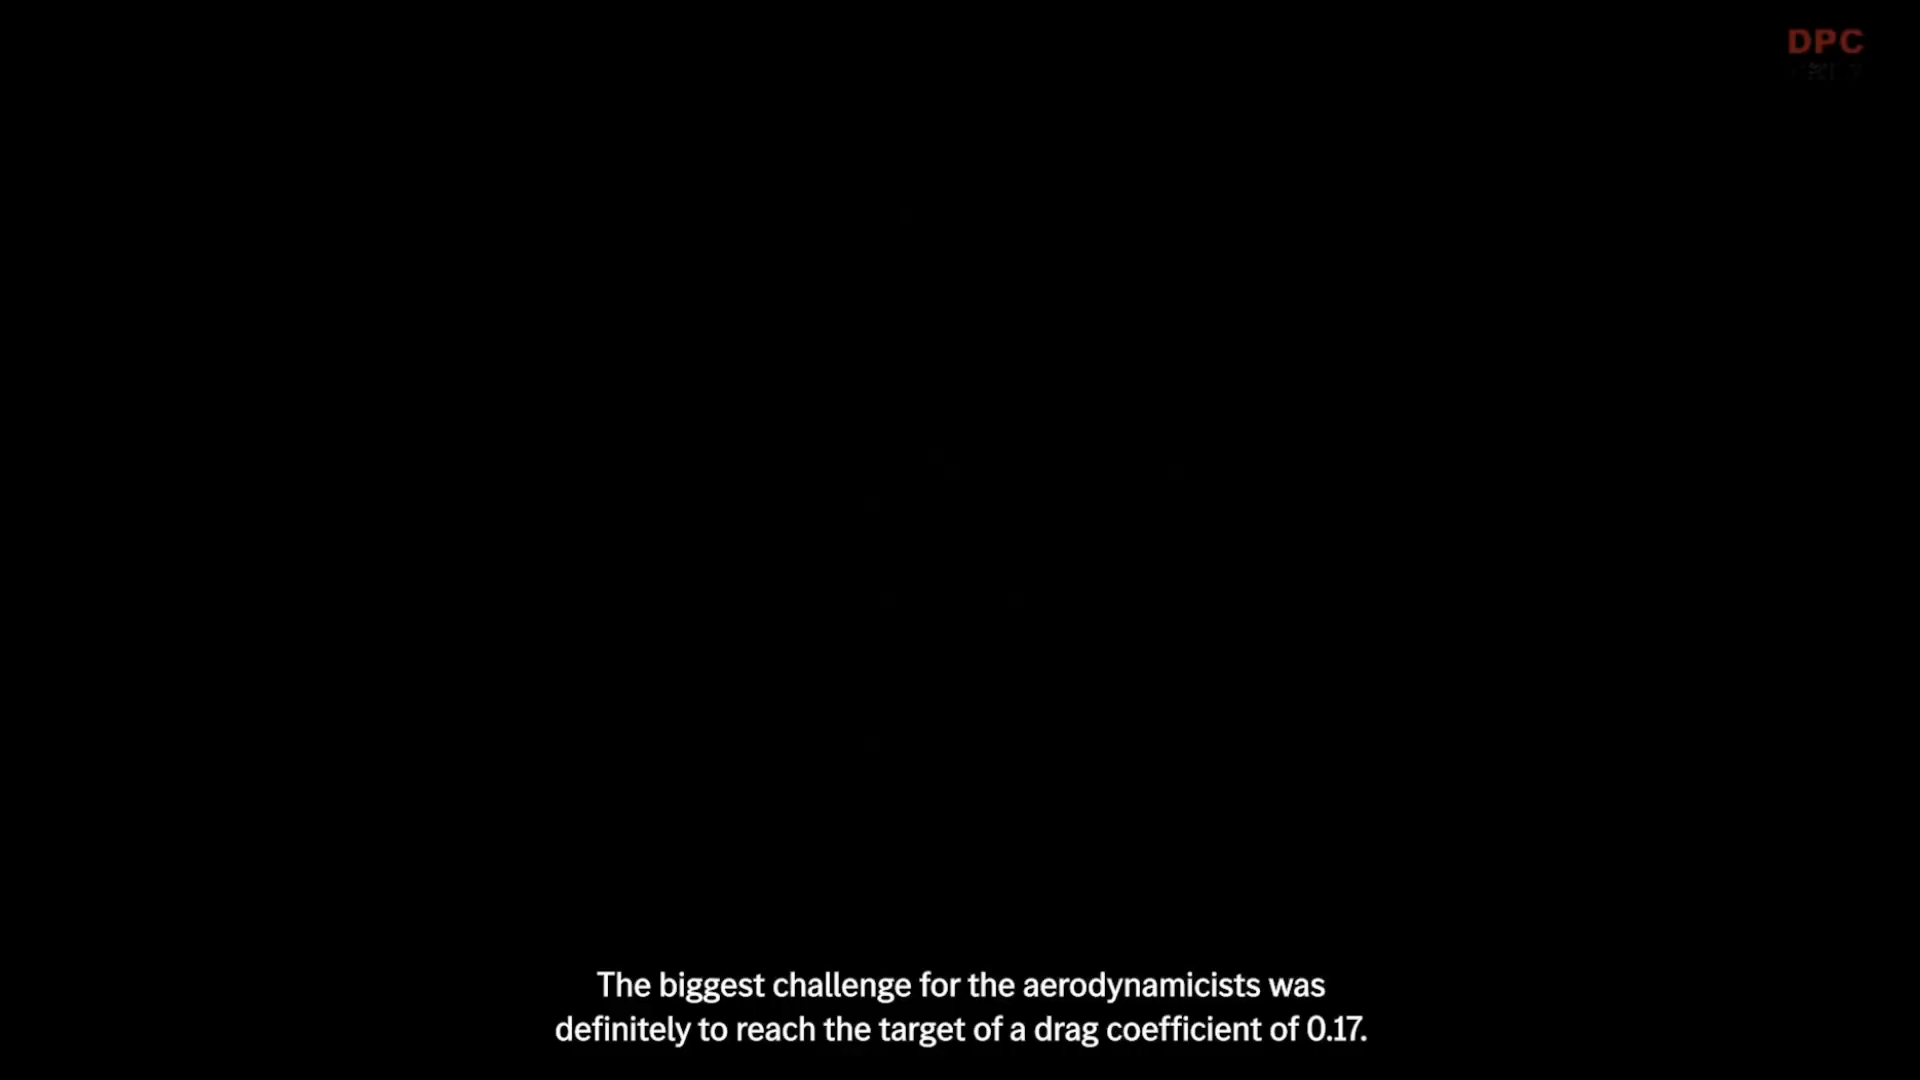 DPC
The biggest challenge for the aerodynamicists was
definitely to reach the target of a drag coefficient of 0.17.